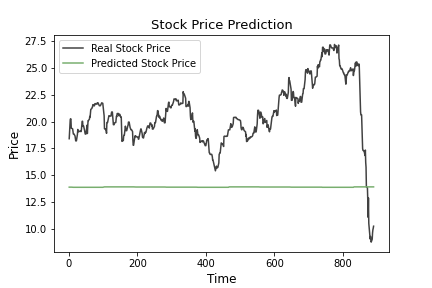 Stock Price Prediction
Real Stock Price
Predicted Stock Price
Price
27.5
25.0
22.5
20.0
17.5
15.0
12.5
10.0
0 200 400 600 800
Time